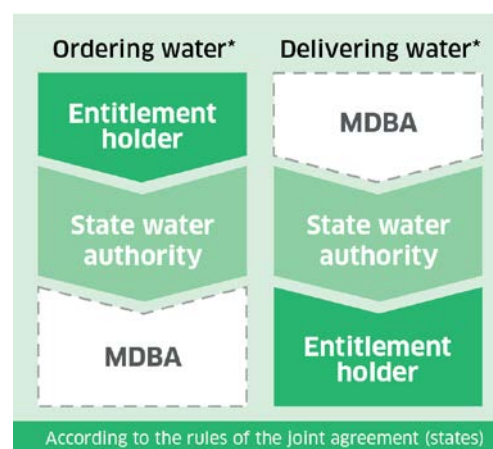 Ordering water*
Entitlement
holder
State water
authority
MDBA
Delivering water*
MDBA
State water
authority
Entitlement
holder
According to the rules of the joint agreement (states)